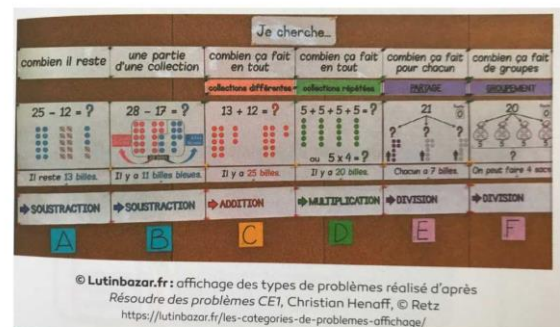 Je cherche...
combien il reste
une partie
d'une collection
combien ça fait
en tout
combien ça fait
en tout
combien ça fait
pour chacun
combien ça fait
de groupes
collections différentes
collections répétées
PARTAGE
GROUPEMENT
25 - 12 = ?
28 - 17 = ?
13 + 12 = ?
5 + 5 + 5 + 5 = ?
ou 5 x 4 = ?
21
? ? ?
20
5 5 5 5
?
Il reste 13 billes.
Il y a 11 billes bleues.
Il y a 25 billes.
Il y a 20 billes.
Chacun a 7 billes.
On peut faire 4 sacs
SOUSTRACTION
SOUSTRACTION
ADDITION
MULTIPLICATION
DIVISION
DIVISION
A
B
C
D
E
F
© Lutinbazar.fr : affichage des types de problèmes réalisé d'après
Résoudre des problèmes CE1, Christian Henaff, © Retz
https://lutinbazar.fr/les-categories-de-problemes-affichage/